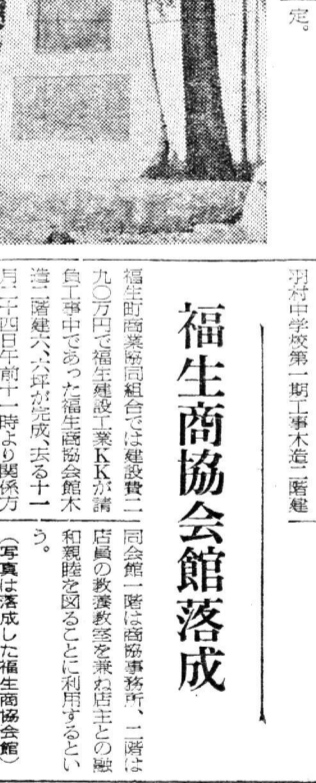 定。
羽村中学校第一期工事木造二階建
福生商協会館落成
福生町商業協同組合では建設費二
九〇万円で福生建設工業KKが請
負工事中であった福生商協会館木
造二階建六、六坪が完成、去る十一
月二十四日午前十一時より関係方
同会館一階は商協事務所、二階は
店員の教養教室を兼ね店主との融
和親睦を図ることに利用するとい
う。
(写真は落成した福生商協会館)